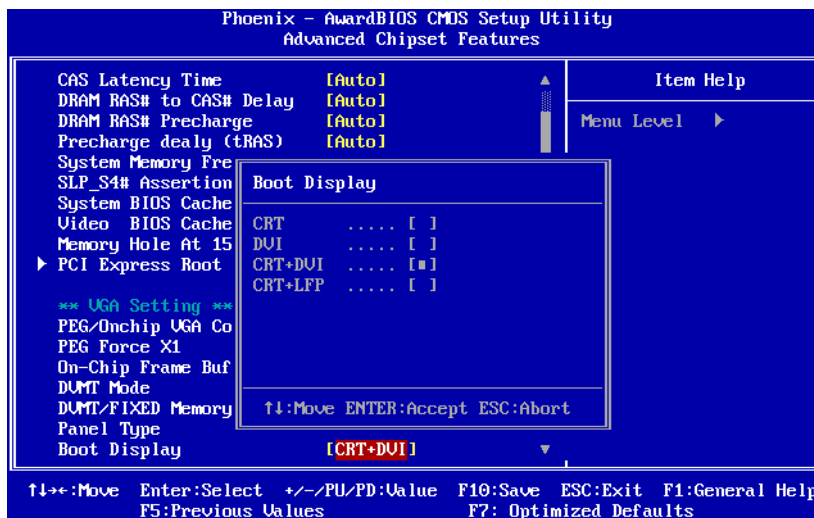 Phoenix - AwardBIOS CMOS Setup Utility
Advanced Chipset Features
CAS Latency Time [Auto]
DRAM RAS# to CAS# Delay [Auto]
DRAM RAS# Precharge [Auto]
Precharge dealy (tRAS) [Auto]
System Memory Fre
SLP_S4# Assertion
System BIOS Cache
Video BIOS Cache
Memory Hole At 15
PCI Express Root
** VGA Setting **
PEG/Onchip VGA Co
PEG Force X1
On-Chip Frame Buf
DVMT Mode
DVMT/FIXED Memory
Panel Type
Boot Display [CRT+DVI]
Item Help
Menu Level
Boot Display
CRT ..... [ ]
DVI ..... [ ]
CRT+DVI ..... [■]
CRT+LFP ..... [ ]
↑↓:Move ENTER:Accept ESC:Abort
↑↓→←:Move Enter:Select +/-/PU/PD:Value F10:Save ESC:Exit F1:General Help
F5:Previous Values F7: Optimized Defaults